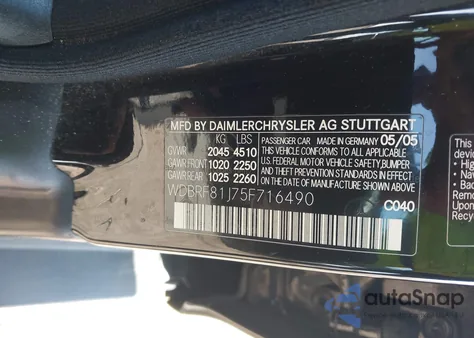 MFD BY DAIMLERCHRYSLER AG STUTTGART
KG LBS
GVWR 2045 4510
GAWR FRONT 1020 2250
GAWR REAR 1025 2260
PASSENGER CAR MADE IN GERMANY 05/05
THIS VEHICLE CONFORMS TO ALL APPLICABLE
U.S. FEDERAL MOTOR VEHICLE SAFETY, BUMPER
AND THEFT PREVENTION STANDARDS IN EFFECT
ON THE DATE OF MANUFACTURE SHOWN ABOVE.
WDBRF81J75F716490
C040
autoSnap